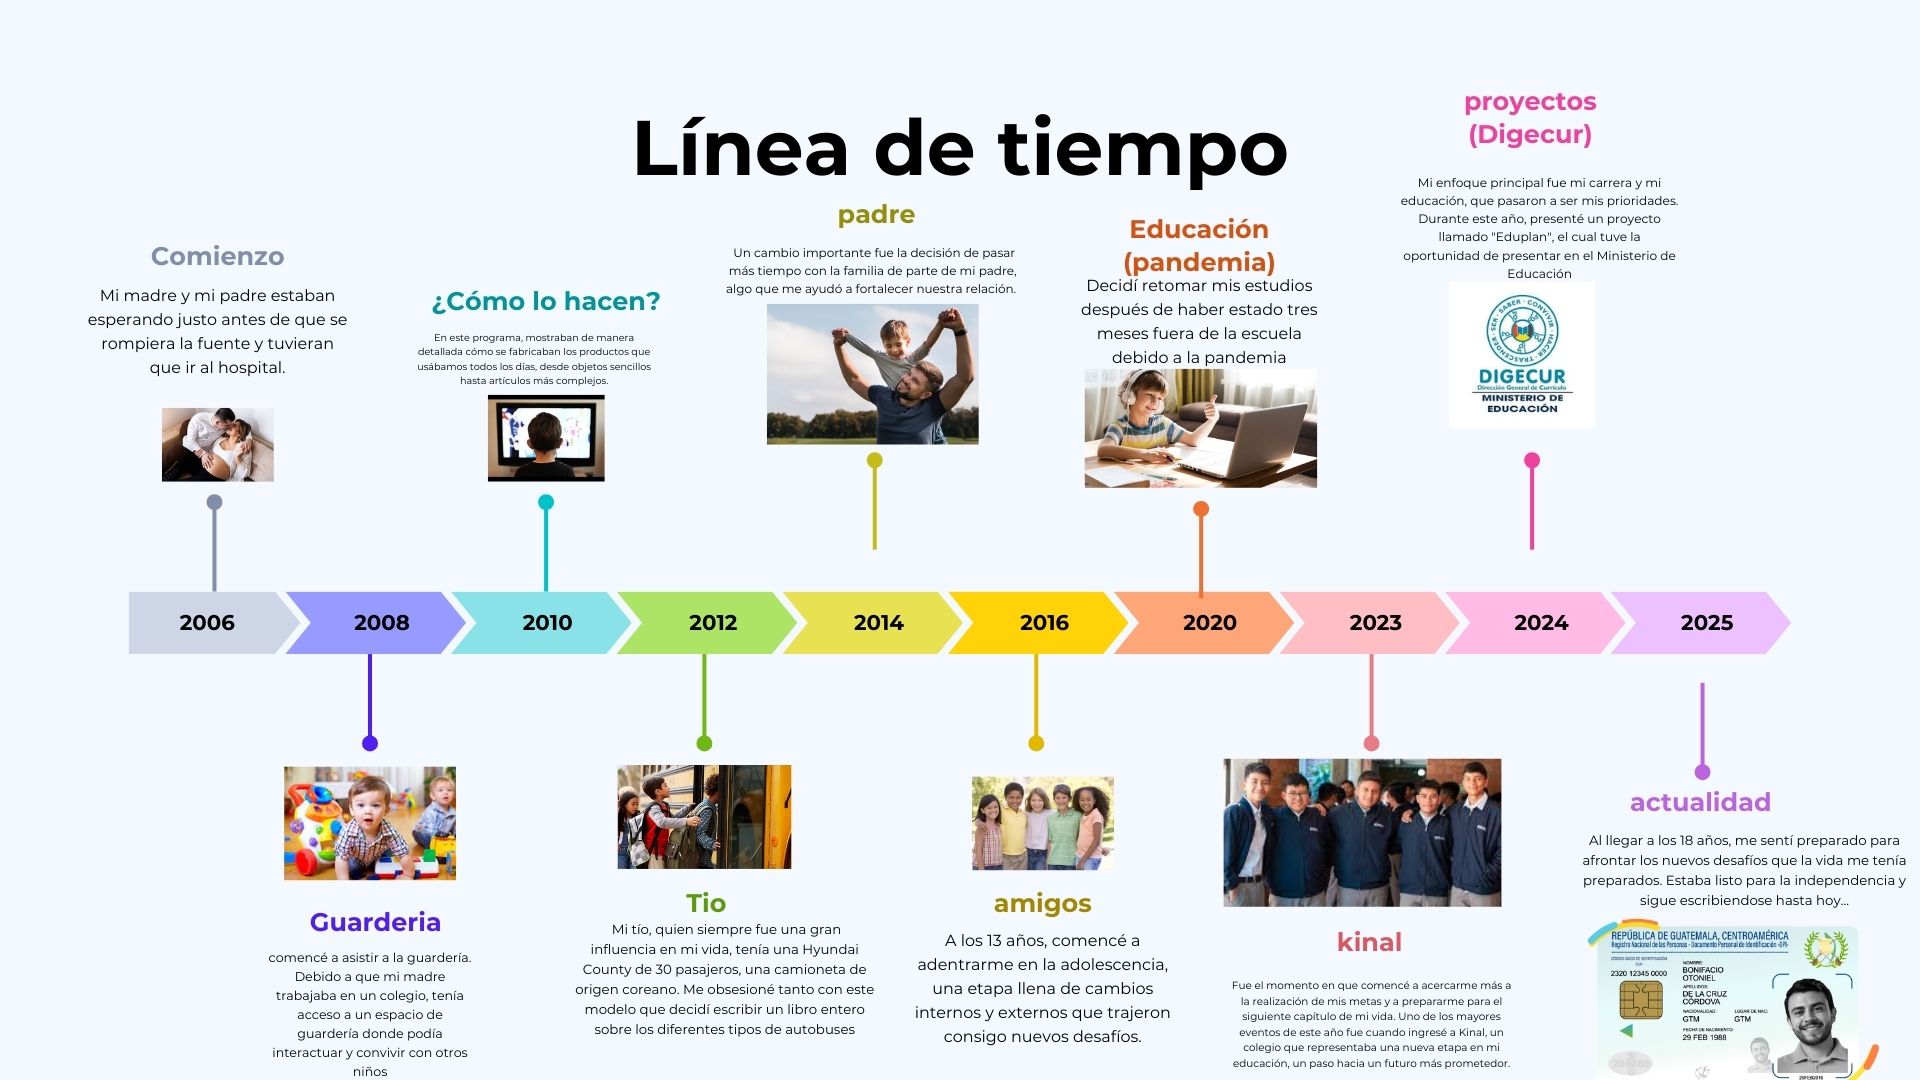 Línea de tiempo
Comienzo
Mi madre y mi padre estaban
esperando justo antes de que se
rompiera la fuente y tuvieran
que ir al hospital.
¿Cómo lo hacen?
En este programa, mostraban de manera
detallada cómo se fabricaban los productos que
usábamos todos los días, desde objetos sencillos
hasta artículos más complejos.
padre
Un cambio importante fue la decisión de pasar
más tiempo con la familia de parte de mi padre,
algo que me ayudó a fortalecer nuestra relación.
Educación
(pandemia)
Decidí retomar mis estudios
después de haber estado tres
meses fuera de la escuela
debido a la pandemia
proyectos
(Digecur)
Mi enfoque principal fue mi carrera y mi
educación, que pasaron a ser mis prioridades.
Durante este año, presenté un proyecto
llamado "Eduplan", el cual tuve la
oportunidad de presentar en el Ministerio de
Educación
SER · SABER · CONVIVIR · HACER · TRASCENDER
DIGECUR
Dirección General de Currículo
MINISTERIO DE
EDUCACIÓN
2006
2008
2010
2012
2014
2016
2020
2023
2024
2025
Guarderia
comencé a asistir a la guardería.
Debido a que mi madre
trabajaba en un colegio, tenía
acceso a un espacio de
guardería donde podía
interactuar y convivir con otros
niños
Tio
Mi tío, quien siempre fue una gran
influencia en mi vida, tenía una Hyundai
County de 30 pasajeros, una camioneta de
origen coreano. Me obsesioné tanto con este
modelo que decidí escribir un libro entero
sobre los diferentes tipos de autobuses
amigos
A los 13 años, comencé a
adentrarme en la adolescencia,
una etapa llena de cambios
internos y externos que trajeron
consigo nuevos desafíos.
kinal
Fue el momento en que comencé a acercarme más a
la realización de mis metas y a prepararme para el
siguiente capítulo de mi vida. Uno de los mayores
eventos de este año fue cuando ingresé a Kinal, un
colegio que representaba una nueva etapa en mi
educación, un paso hacia un futuro más prometedor.
actualidad
Al llegar a los 18 años, me sentí preparado para
afrontar los nuevos desafíos que la vida me tenía
preparados. Estaba listo para la independencia y
sigue escribiendose hasta hoy...
REPÚBLICA DE GUATEMALA, CENTROAMÉRICA
Registro Nacional de las Personas - Documento Personal de Identificación -DPI-
CÓDIGO ÚNICO DE IDENTIFICACIÓN
-CUI-
2320 12345 0000
NOMBRE:
BONIFACIO
OTONIEL
APELLIDOS:
DE LA CRUZ
CÓRDOVA
NACIONALIDAD:
GTM
LUGAR DE NAC:
GTM
FECHA DE NACIMIENTO:
29 FEB 1988